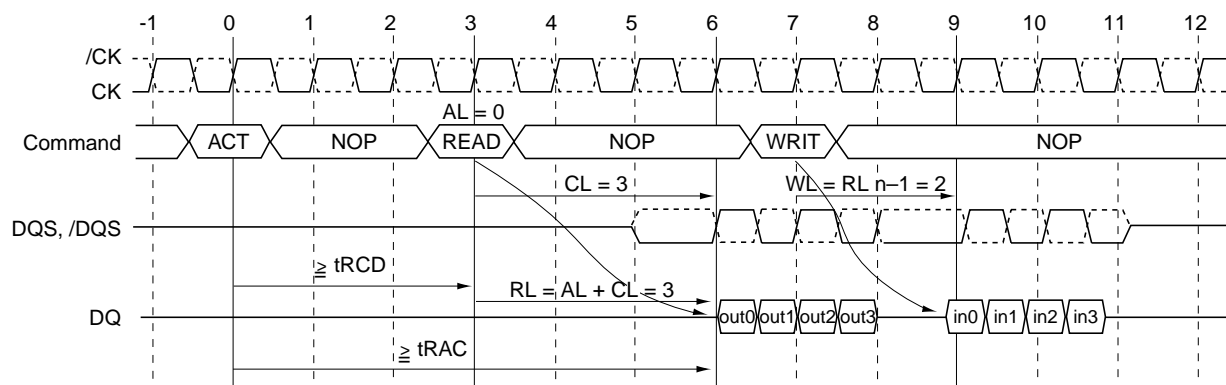 -1 0 1 2 3 4 5 6 7 8 9 10 11 12
/CK
CK
AL = 0
Command ACT NOP READ NOP WRIT NOP
CL = 3 WL = RL n–1 = 2
DQS, /DQS
≧ tRCD
RL = AL + CL = 3
DQ out0 out1 out2 out3 in0 in1 in2 in3
≧ tRAC